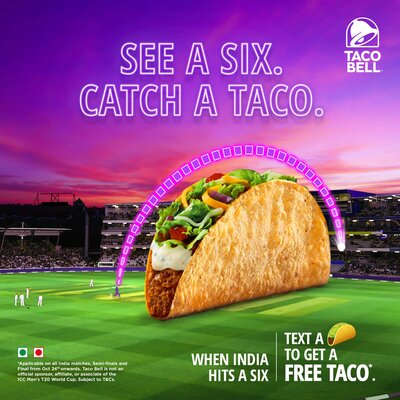 TACO
BELL
SEE A SIX.
CATCH A TACO.
WHEN INDIA
HITS A SIX
TEXT A
TO GET A
FREE TACO*.
*Applicable on all India matches, Semi-finals and
Final from Oct 24th onwards. Taco Bell is not an
official sponsor, affiliate, or associate of the
ICC Men's T20 World Cup. Subject to T&Cs.